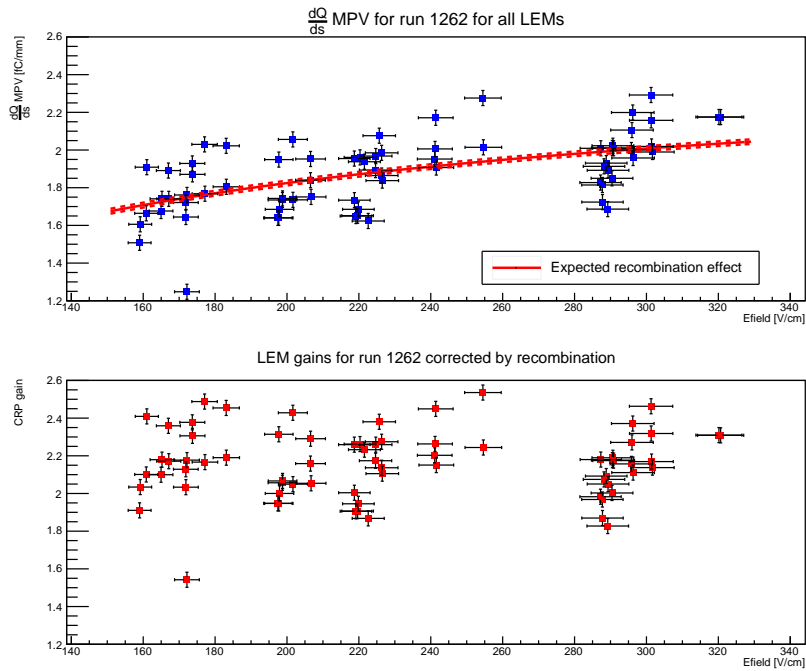 dQ/ds MPV for run 1262 for all LEMs
dQ/ds MPV [fC/mm]
2.6
2.4
2.2
2
1.8
1.6
1.4
1.2
Expected recombination effect
140 160 180 200 220 240 260 280 300 320 340
Efield [V/cm]
LEM gains for run 1262 corrected by recombination
CRP gain
2.6
2.4
2.2
2
1.8
1.6
1.4
1.2
140 160 180 200 220 240 260 280 300 320 340
Efield [V/cm]